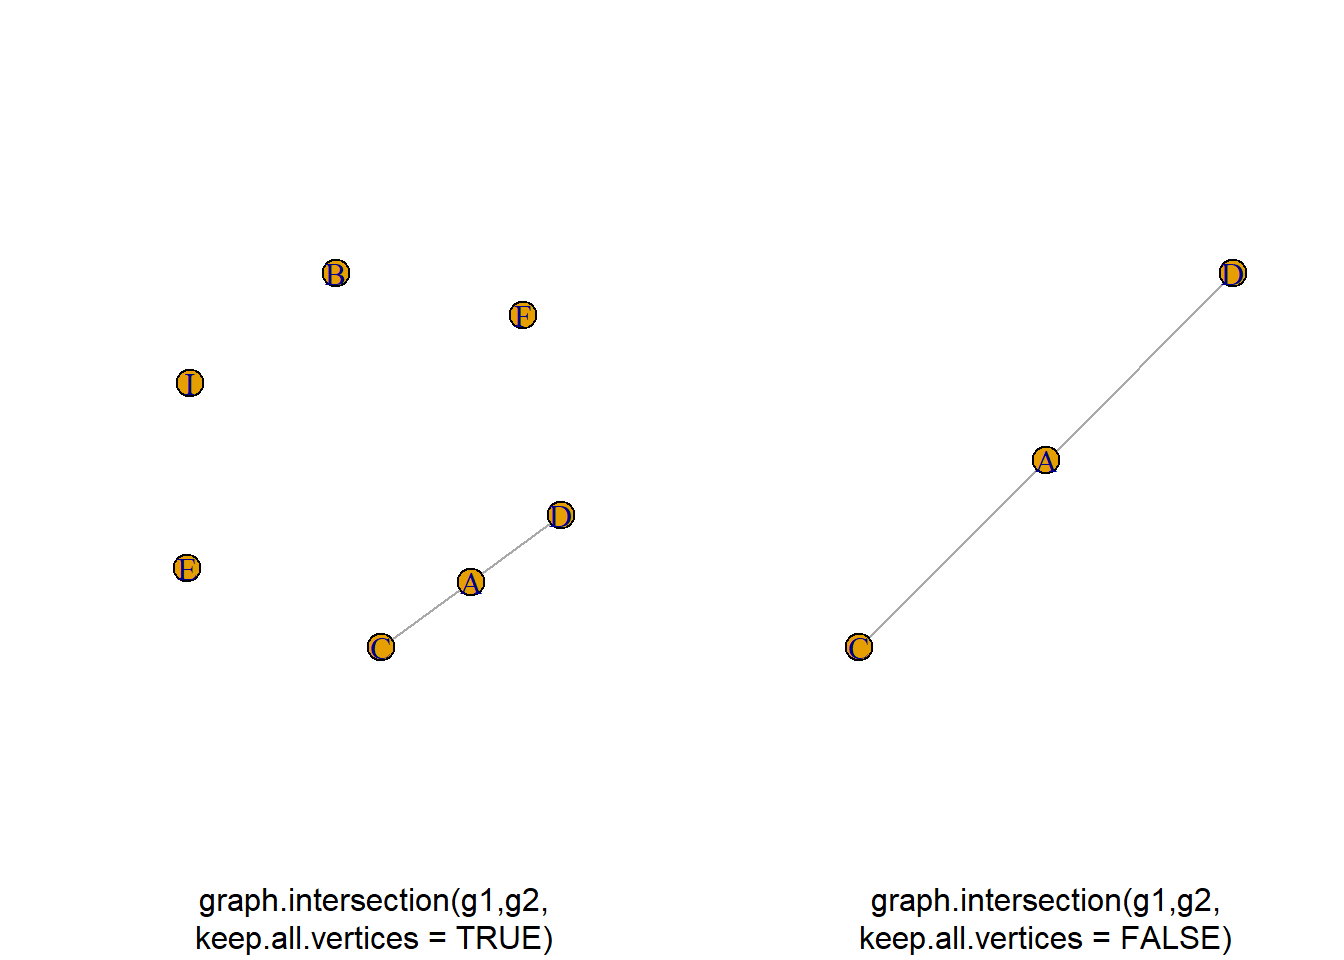 B
F
I
D
E
A
C
graph.intersection(g1,g2,
keep.all.vertices = TRUE)
D
A
C
graph.intersection(g1,g2,
keep.all.vertices = FALSE)